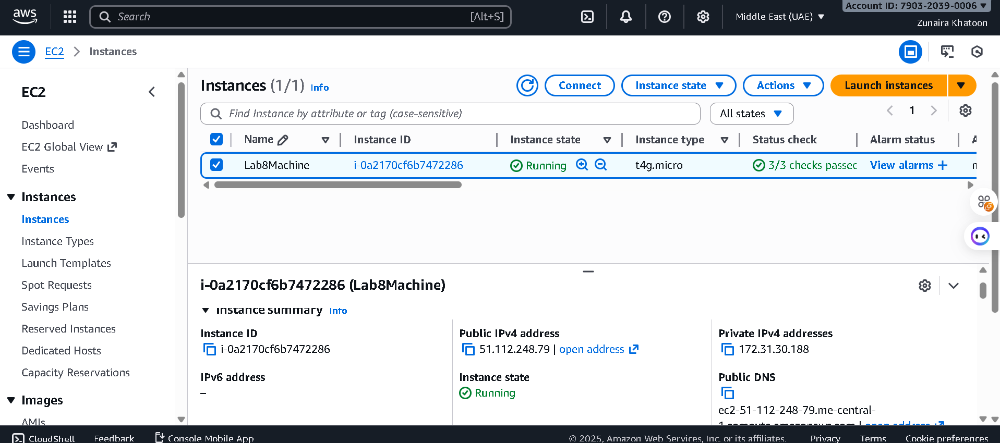 aws
Search
[Alt+S]
Middle East (UAE)
Account ID: 7903-2039-0006
Zunaira Khatoon
EC2
Instances
EC2
Dashboard
EC2 Global View
Events
Instances
Instances
Instance Types
Launch Templates
Spot Requests
Savings Plans
Reserved Instances
Dedicated Hosts
Capacity Reservations
Images
AMIs
Instances (1/1) Info
Connect
Instance state
Actions
Launch instances
Find Instance by attribute or tag (case-sensitive)
All states
1
Name Instance ID Instance state Instance type Status check Alarm status A
Lab8Machine i-0a2170cf6b7472286 Running t4g.micro 3/3 checks passec View alarms +
i-0a2170cf6b7472286 (Lab8Machine)
Instance summary Info
Instance ID
i-0a2170cf6b7472286
Public IPv4 address
51.112.248.79 | open address
Private IPv4 addresses
172.31.30.188
IPv6 address
–
Instance state
Running
Public DNS
ec2-51-112-248-79.me-central-
1.compute.amazonaws.com | open address
CloudShell Feedback Console Mobile App © 2025, Amazon Web Services, Inc. or its affiliates. Privacy Terms Cookie preferences